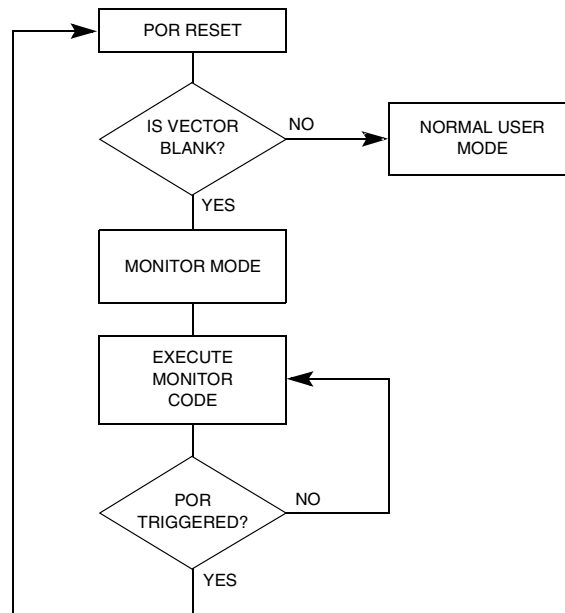 POR RESET
IS VECTOR
BLANK?
NO
NORMAL USER
MODE
YES
MONITOR MODE
EXECUTE
MONITOR
CODE
POR
TRIGGERED?
NO
YES